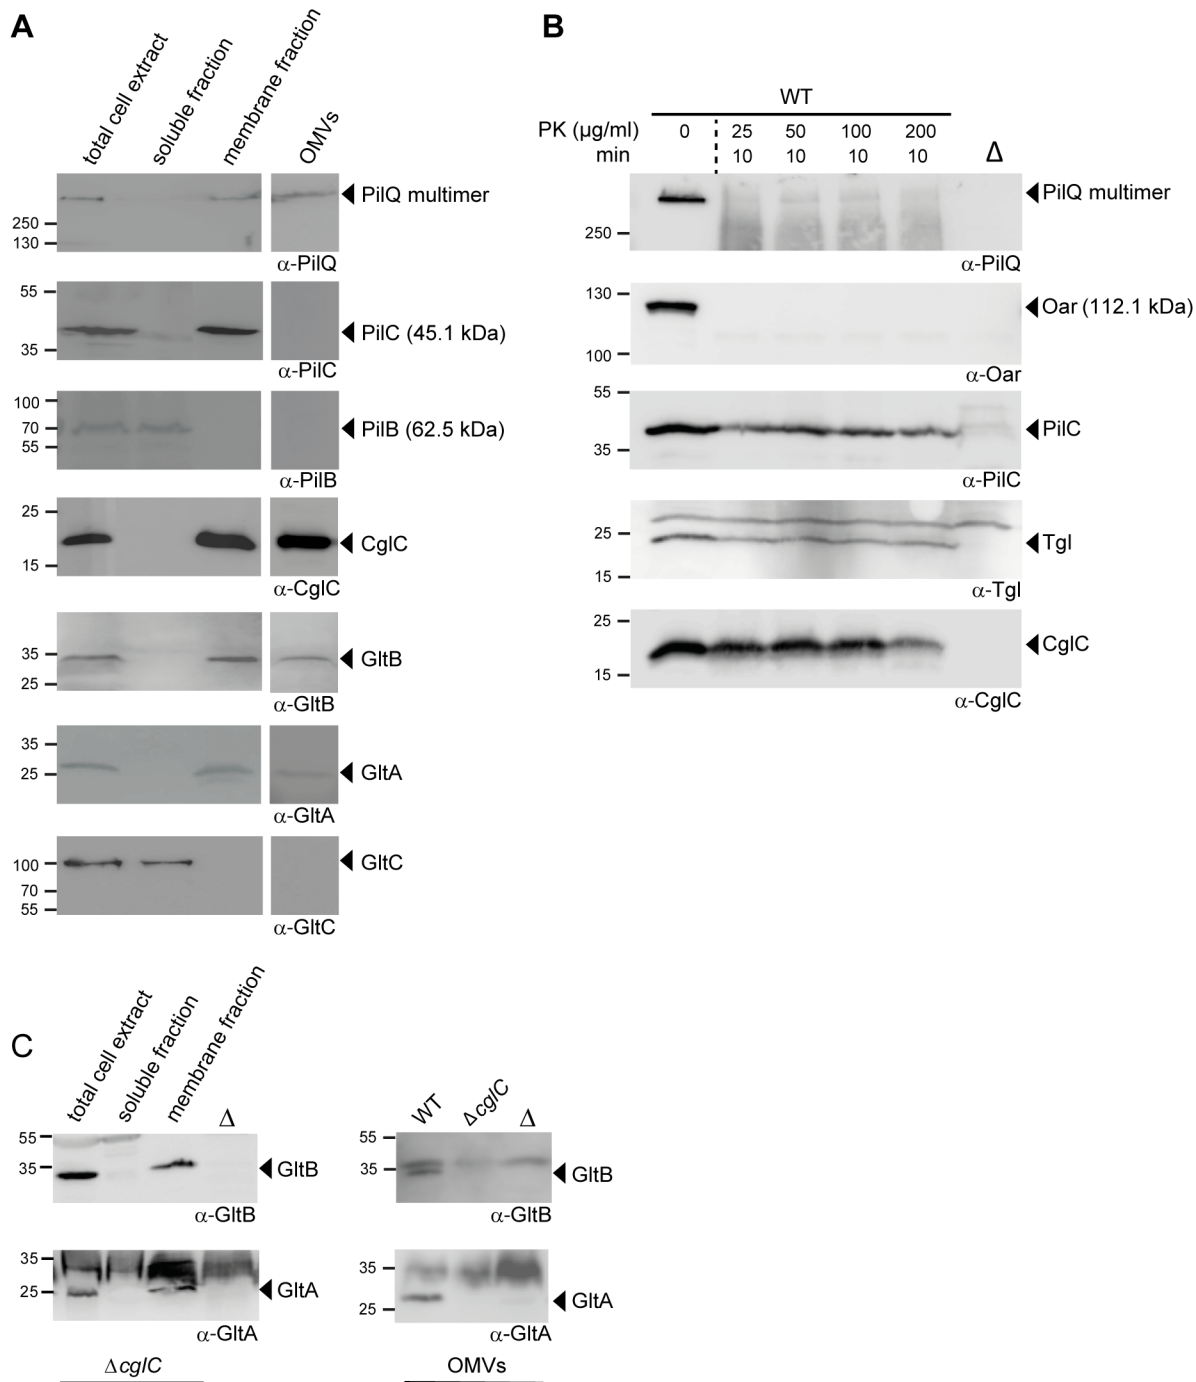 A
total cell extract
soluble fraction
membrane fraction
OMVs
250
130
PilQ multimer
α-PilQ
55
35
PilC (45.1 kDa)
α-PilC
100
70
55
PilB (62.5 kDa)
α-PilB
25
15
CglC
α-CglC
35
25
GltB
α-GltB
35
25
GltA
α-GltA
100
70
55
GltC
α-GltC
B
WT
PK (µg/ml) 0 25 50 100 200
min 10 10 10 10 Δ
250
PilQ multimer
α-PilQ
130
100
Oar (112.1 kDa)
α-Oar
55
35
PilC
α-PilC
25
15
Tgl
α-Tgl
25
15
CglC
α-CglC
C
total cell extract
soluble fraction
membrane fraction
Δ
55
35
GltB
α-GltB
35
25
GltA
α-GltA
ΔcglC
WT
ΔcglC
Δ
55
35
GltB
α-GltB
35
25
GltA
α-GltA
OMVs